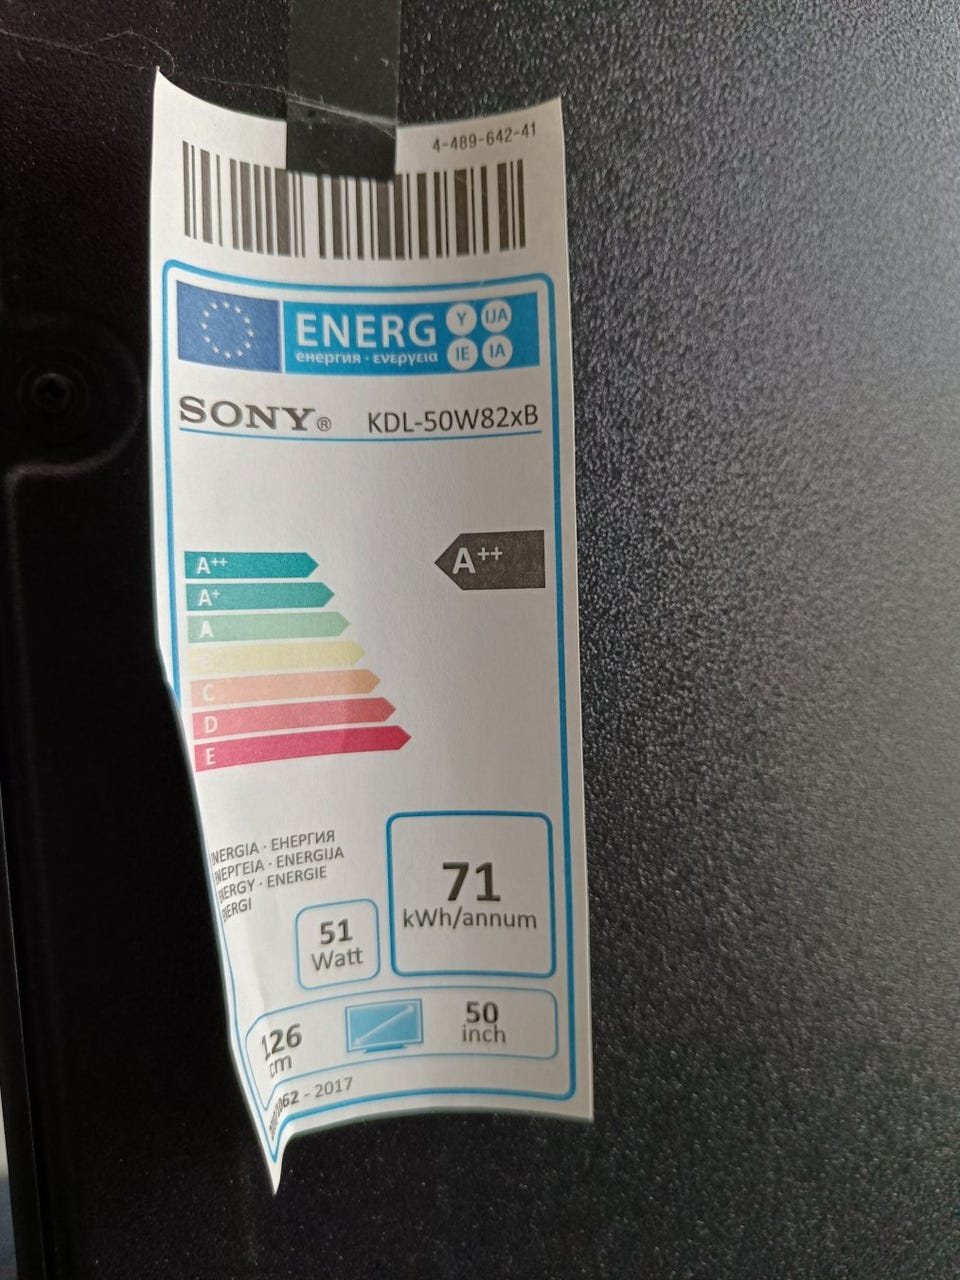 4-489-642-41
ENERG Y IJA
енергия · ενεργεια IE IA
SONY® KDL-50W82xB
A++
A++
A+
A
B
C
D
E
ENERGIA · ЕНЕРГИЯ
ΕΝΕΡΓΕΙΑ · ENERGIJA
ENERGY · ENERGIE
ENERGI
71
kWh/annum
51
Watt
126
cm
50
inch
2017